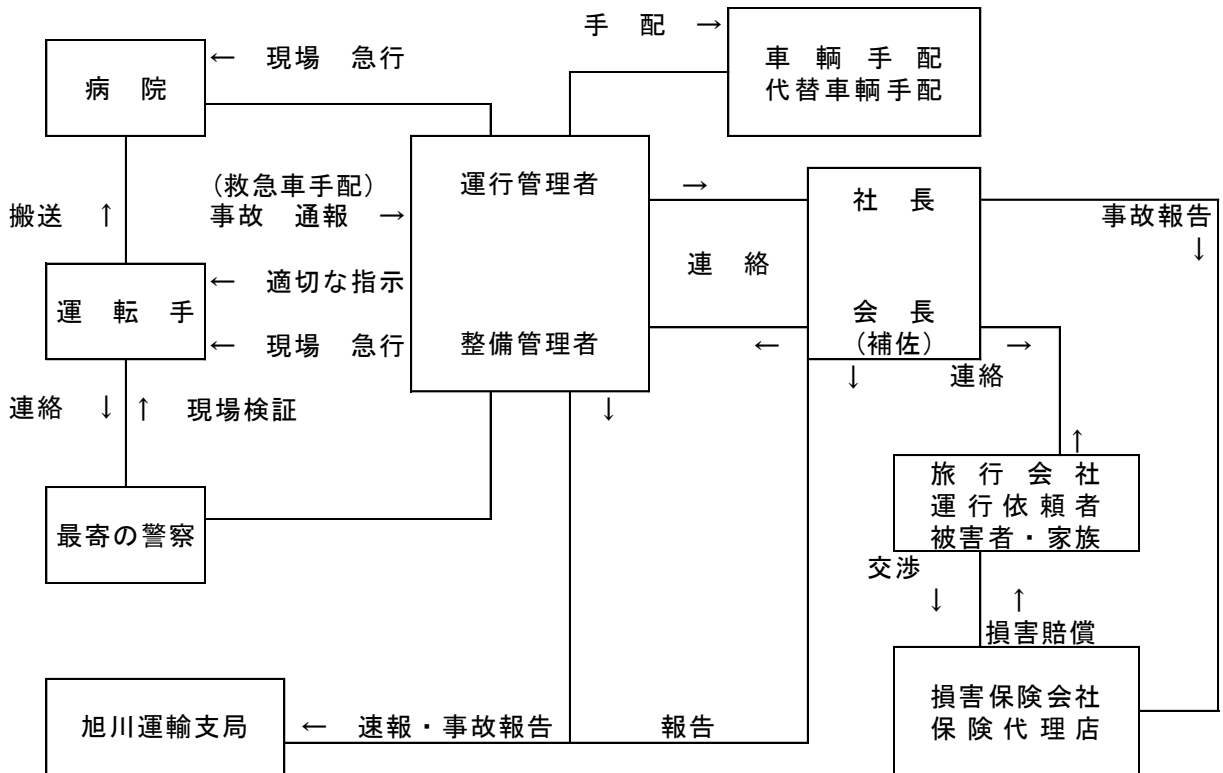 手 配 →
車 輌 手 配
代替車輌手配
← 現場 急行
病 院
(救急車手配)
事故 通報 →
運行管理者
→
社 長
事故報告
↓
搬送 ↑
連 絡
← 適切な指示
運 転 手
← 現場 急行
整備管理者
←
会 長
(補佐)
↓
→
連絡
連絡 ↓ ↑ 現場検証
↓
↑
旅 行 会 社
運行依頼者
被害者・家族
最寄の警察
交渉
↓ ↑
損害賠償
損害保険会社
保険代理店
旭川運輸支局
← 速報・事故報告
報告